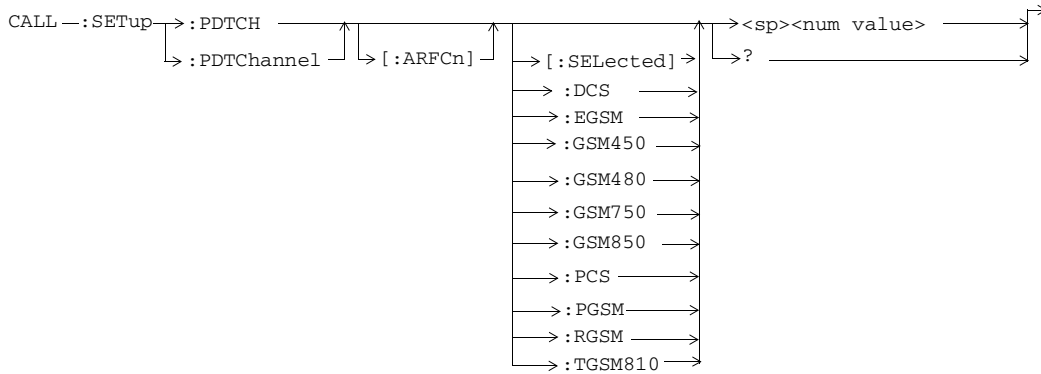 CALL :SETup :PDTCH <sp><num value>
:PDTChannel [:ARFCn] [:SELected] ?
:DCS
:EGSM
:GSM450
:GSM480
:GSM750
:GSM850
:PCS
:PGSM
:RGSM
:TGSM810